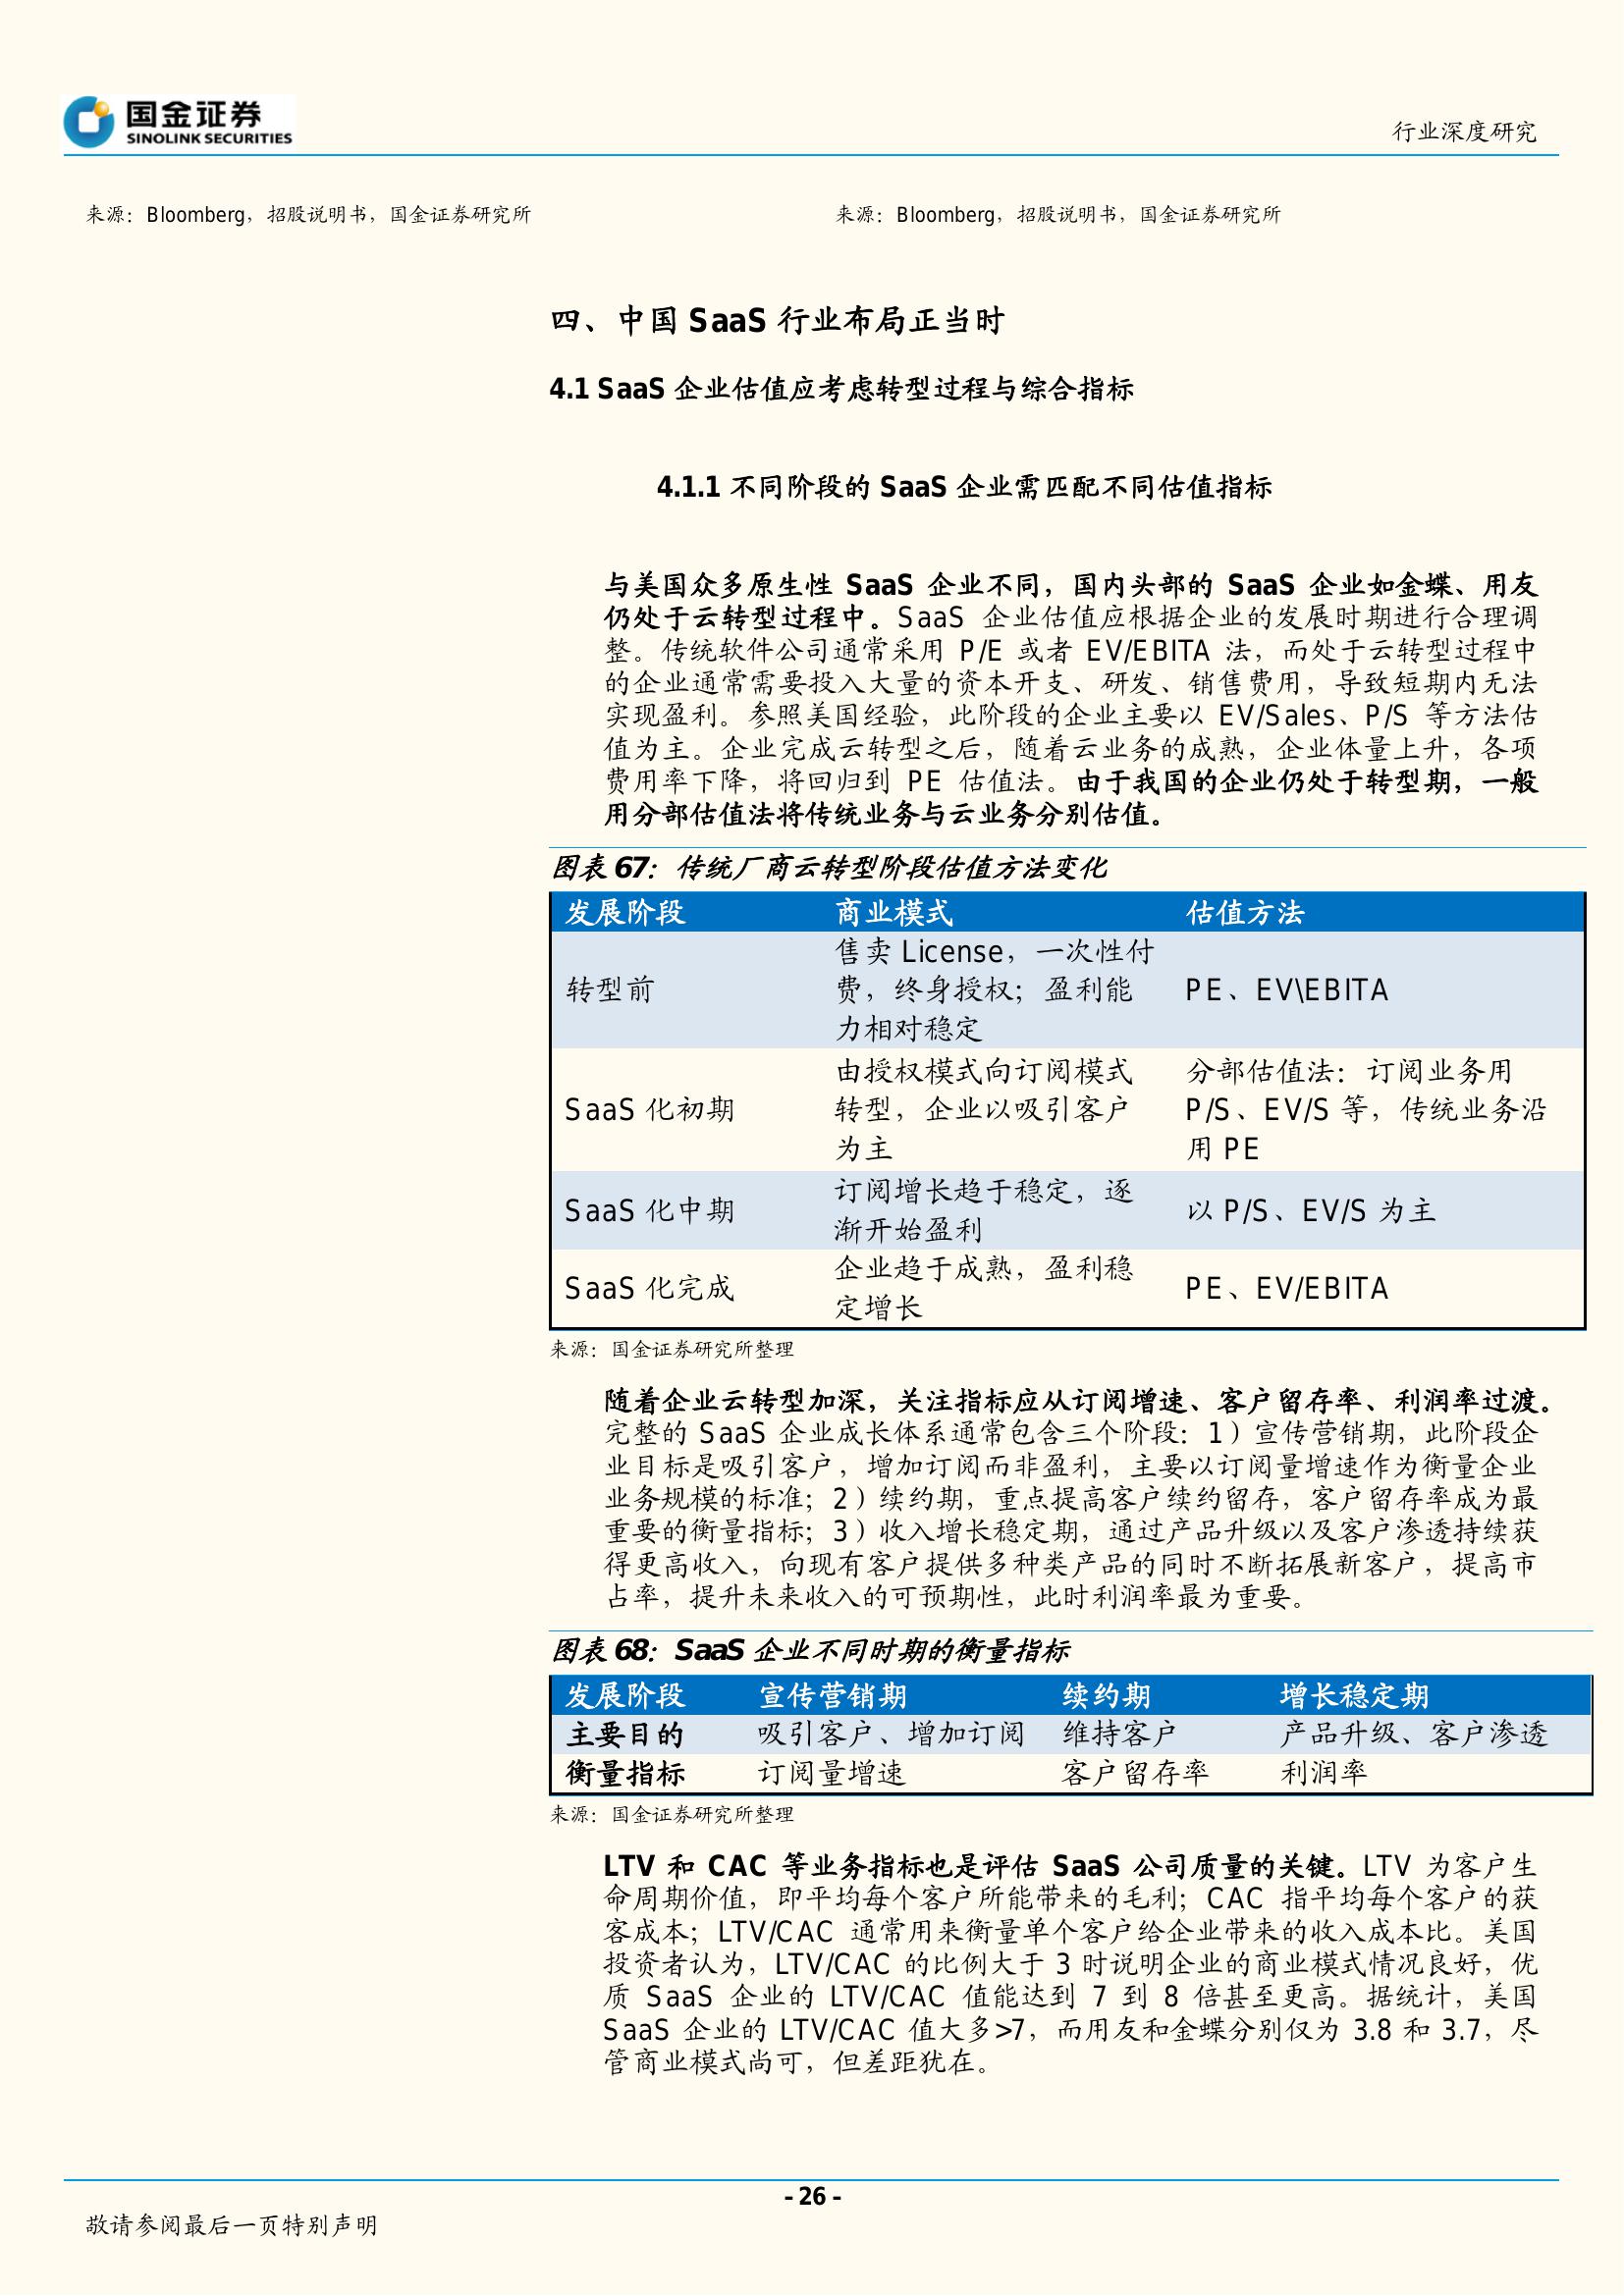 国金证券
SINOLINK SECURITIES
行业深度研究
来源：Bloomberg，招股说明书，国金证券研究所
来源：Bloomberg，招股说明书，国金证券研究所
四、中国 SaaS 行业布局正当时
4.1 SaaS 企业估值应考虑转型过程与综合指标
4.1.1 不同阶段的 SaaS 企业需匹配不同估值指标
与美国众多原生性 SaaS 企业不同，国内头部的 SaaS 企业如金蝶、用友
仍处于云转型过程中。SaaS 企业估值应根据企业的发展时期进行合理调
整。传统软件公司通常采用 P/E 或者 EV/EBITA 法，而处于云转型过程中
的企业通常需要投入大量的资本开支、研发、销售费用，导致短期内无法
实现盈利。参照美国经验，此阶段的企业主要以 EV/Sales、P/S 等方法估
值为主。企业完成云转型之后，随着云业务的成熟，企业体量上升，各项
费用率下降，将回归到 PE 估值法。由于我国的企业仍处于转型期，一般
用分部估值法将传统业务与云业务分别估值。
图表 67：传统厂商云转型阶段估值方法变化
发展阶段 商业模式 估值方法
售卖 License，一次性付
转型前 费，终身授权；盈利能 PE、EV\EBITA
力相对稳定
由授权模式向订阅模式 分部估值法：订阅业务用
SaaS 化初期 转型，企业以吸引客户 P/S、EV/S 等，传统业务沿
为主 用 PE
订阅增长趋于稳定，逐
SaaS 化中期 渐开始盈利 以 P/S、EV/S 为主
企业趋于成熟，盈利稳
SaaS 化完成 定增长 PE、EV/EBITA
来源：国金证券研究所整理
随着企业云转型加深，关注指标应从订阅增速、客户留存率、利润率过渡。
完整的 SaaS 企业成长体系通常包含三个阶段：1）宣传营销期，此阶段企
业目标是吸引客户，增加订阅而非盈利，主要以订阅量增速作为衡量企业
业务规模的标准；2）续约期，重点提高客户续约留存，客户留存率成为最
重要的衡量指标；3）收入增长稳定期，通过产品升级以及客户渗透持续获
得更高收入，向现有客户提供多种类产品的同时不断拓展新客户，提高市
占率，提升未来收入的可预期性，此时利润率最为重要。
图表 68：SaaS 企业不同时期的衡量指标
发展阶段 宣传营销期 续约期 增长稳定期
主要目的 吸引客户、增加订阅 维持客户 产品升级、客户渗透
衡量指标 订阅量增速 客户留存率 利润率
来源：国金证券研究所整理
LTV 和 CAC 等业务指标也是评估 SaaS 公司质量的关键。LTV 为客户生
命周期价值，即平均每个客户所能带来的毛利；CAC 指平均每个客户的获
客成本；LTV/CAC 通常用来衡量单个客户给企业带来的收入成本比。美国
投资者认为，LTV/CAC 的比例大于 3 时说明企业的商业模式情况良好，优
质 SaaS 企业的 LTV/CAC 值能达到 7 到 8 倍甚至更高。据统计，美国
SaaS 企业的 LTV/CAC 值大多>7，而用友和金蝶分别仅为 3.8 和 3.7，尽
管商业模式尚可，但差距犹在。
- 26 -
敬请参阅最后一页特别声明